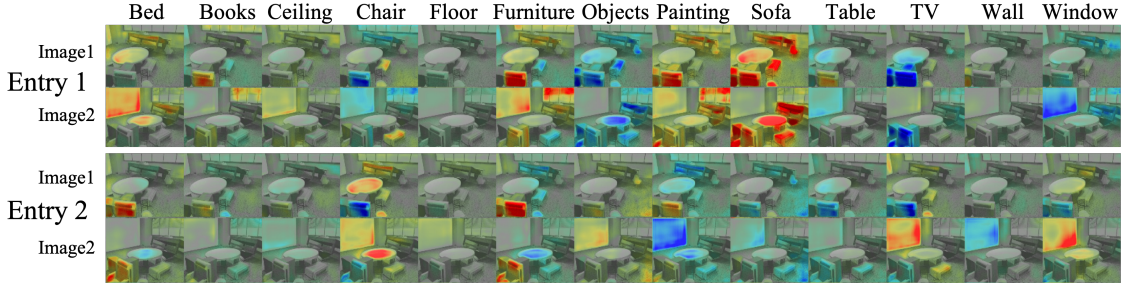 Bed Books Ceiling Chair Floor Furniture Objects Painting Sofa Table TV Wall Window
Image1
Entry 1
Image2
Image1
Entry 2
Image2